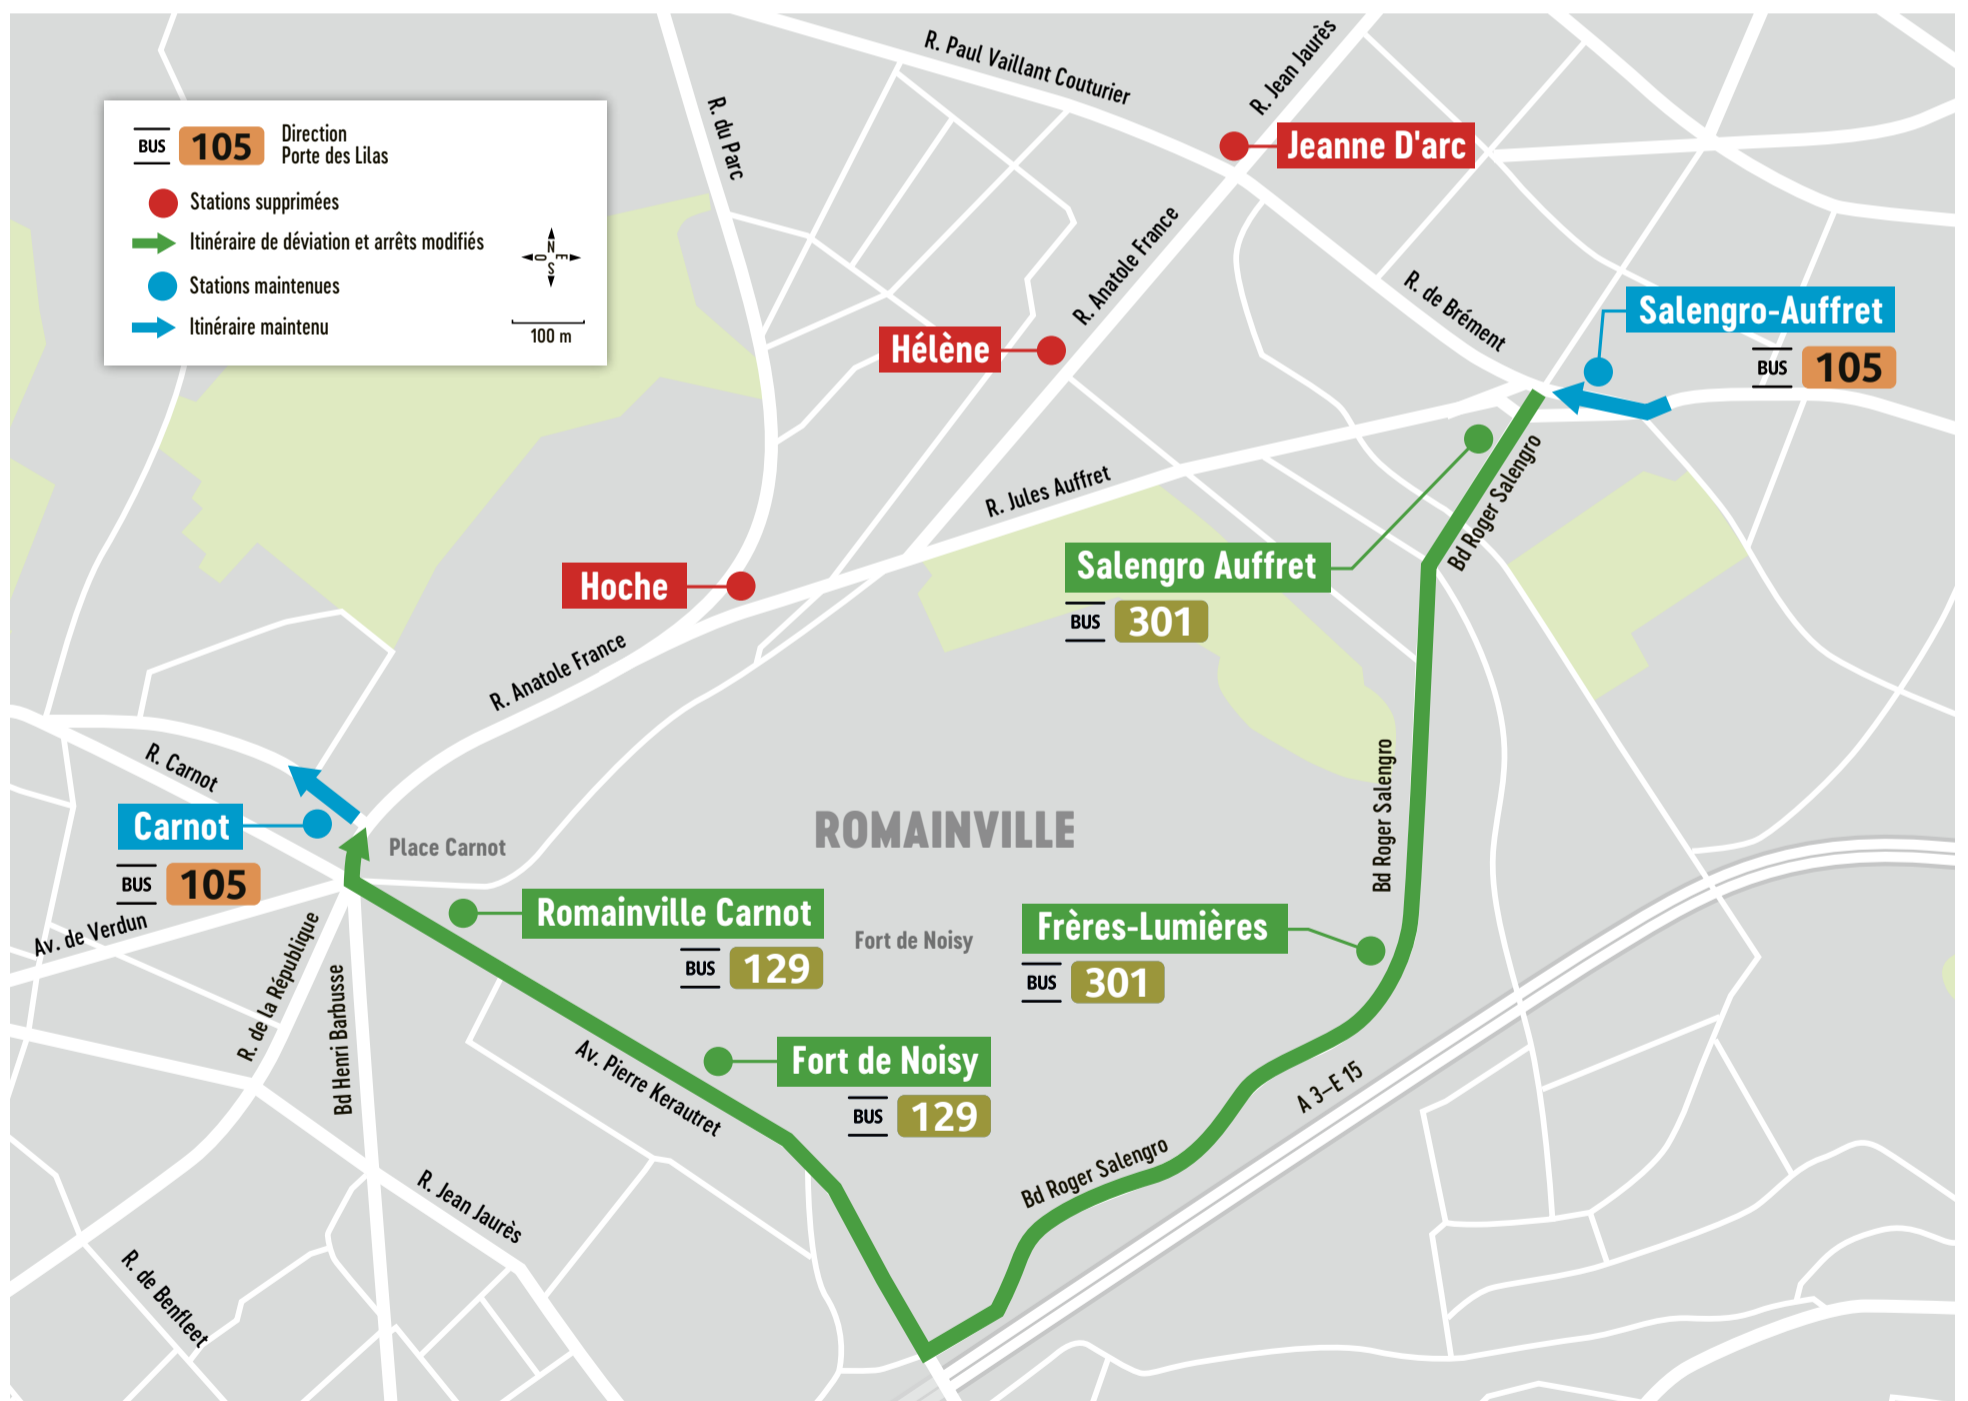 BUS 105 Direction
Porte des Lilas
Stations supprimées
Itinéraire de déviation et arrêts modifiés
Stations maintenues
Itinéraire maintenu
N
O E
S
100 m
R. Paul Vaillant Couturier
R. Jean Jaurès
R. du Parc
Jeanne D'arc
R. Anatole France
R. de Brément
Salengro-Auffret
BUS 105
Hélène
R. Jules Auffret
Bd Roger Salengro
Salengro Auffret
BUS 301
Hoche
R. Anatole France
R. Carnot
Carnot
BUS 105
Place Carnot
ROMAINVILLE
Bd Roger Salengro
Av. de Verdun
R. de la République
Bd Henri Barbusse
Romainville Carnot
BUS 129
Fort de Noisy
Frères-Lumières
BUS 301
Fort de Noisy
BUS 129
Av. Pierre Kerautret
A 3–E 15
Bd Roger Salengro
R. Jean Jaurès
R. de Benfleet